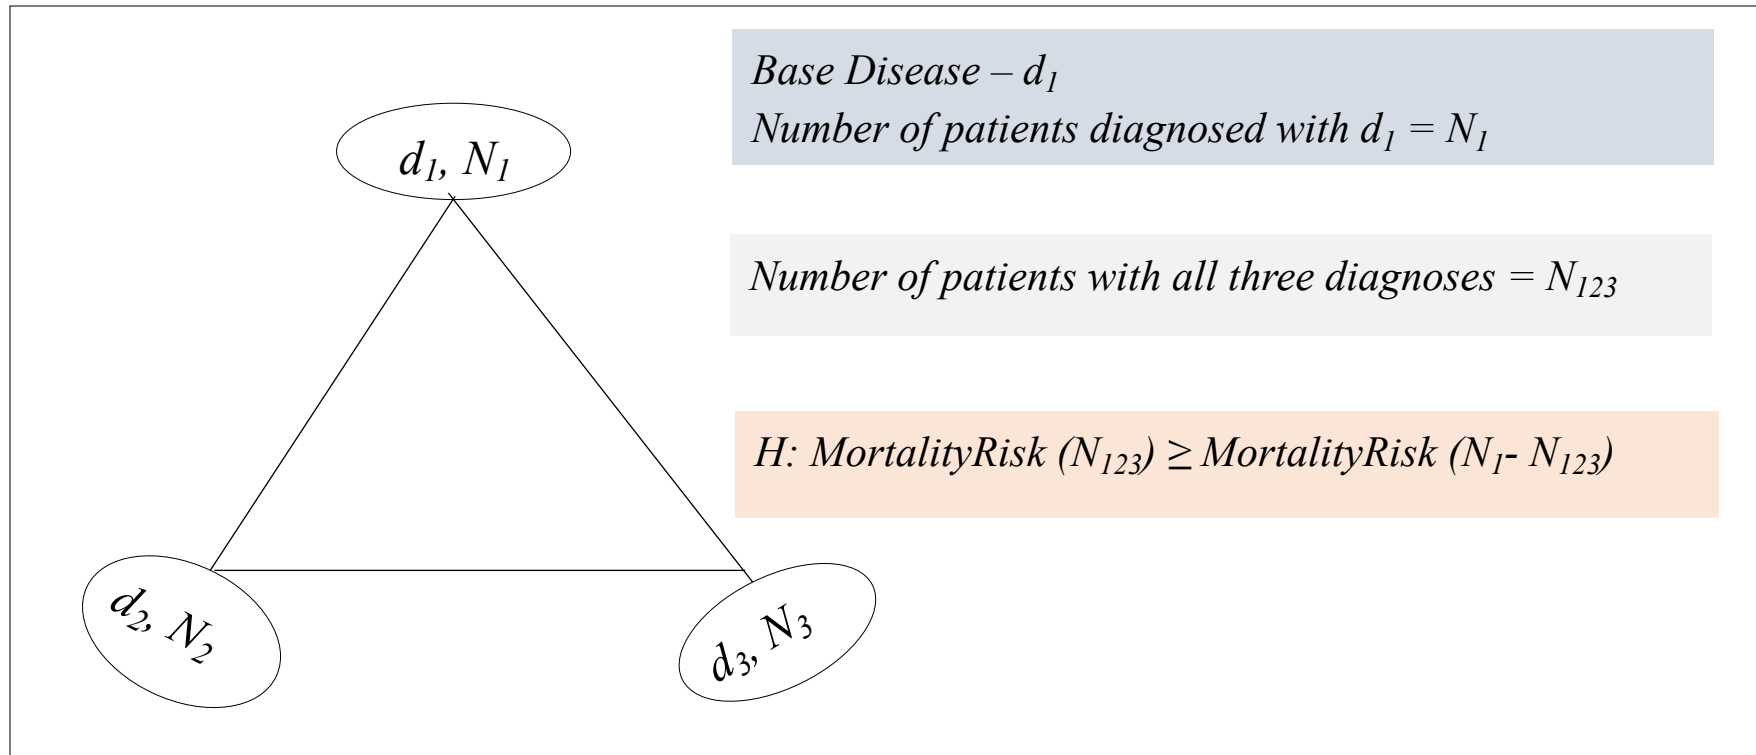 d₁, N₁
Base Disease – d₁
Number of patients diagnosed with d₁ = N₁
Number of patients with all three diagnoses = N₁₂₃
H: MortalityRisk (N₁₂₃) ≥ MortalityRisk (N₁- N₁₂₃)
d₂, N₂
d₃, N₃